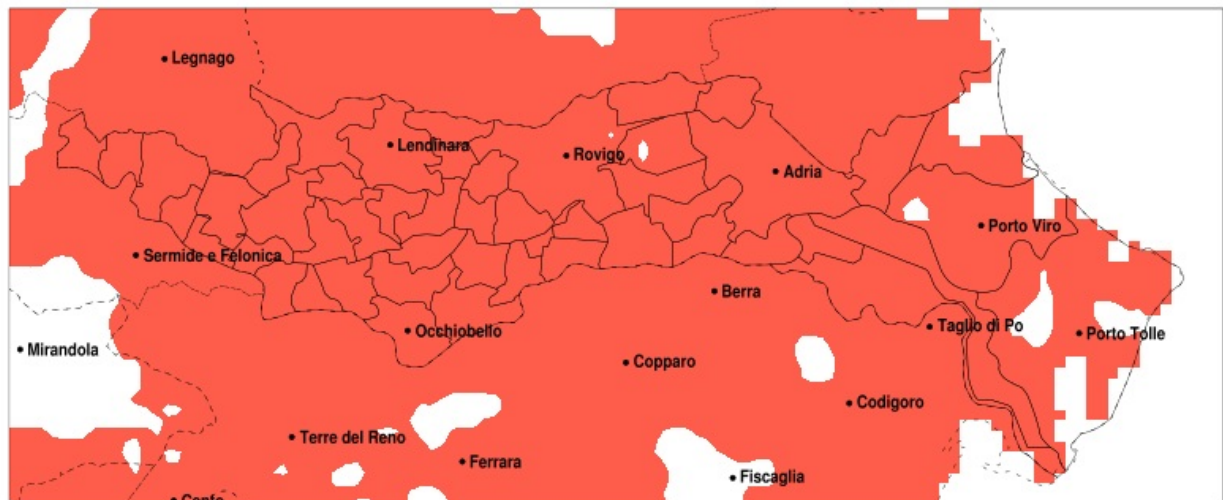 Legnago
Lendinara
Rovigo
Adria
Porto Viro
Sermide e Felonica
Berra
Occhiobello
Taglio di Po
Porto Tolle
Mirandola
Copparo
Codigoro
Terre del Reno
Ferrara
Fiscaglia